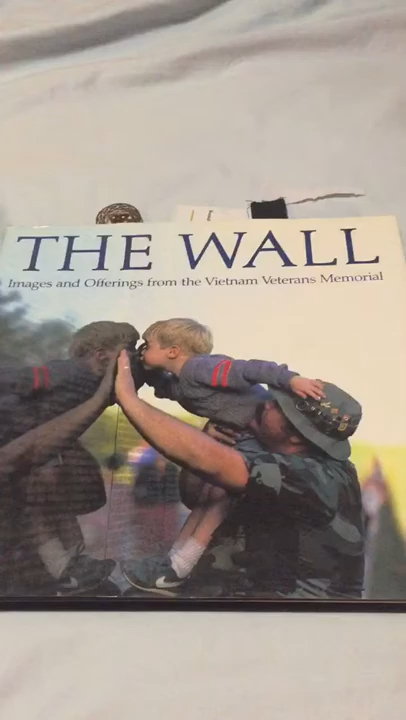 THE WALL
Images and Offerings from the Vietnam Veterans Memorial